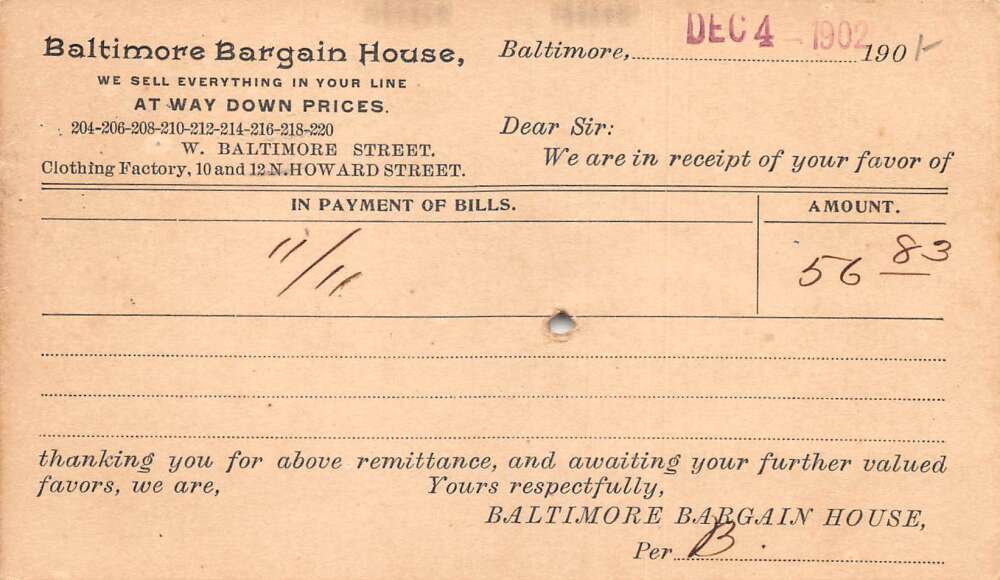 Baltimore Bargain House,
WE SELL EVERYTHING IN YOUR LINE
AT WAY DOWN PRICES.
204-206-208-210-212-214-216-218-220
W. BALTIMORE STREET.
Clothing Factory, 10 and 12 N. HOWARD STREET.
DEC 4 1902
Baltimore, 190
Dear Sir:
We are in receipt of your favor of
IN PAYMENT OF BILLS. AMOUNT.
11/11 56 83
thanking you for above remittance, and awaiting your further valued
favors, we are, Yours respectfully,
BALTIMORE BARGAIN HOUSE,
Per B.